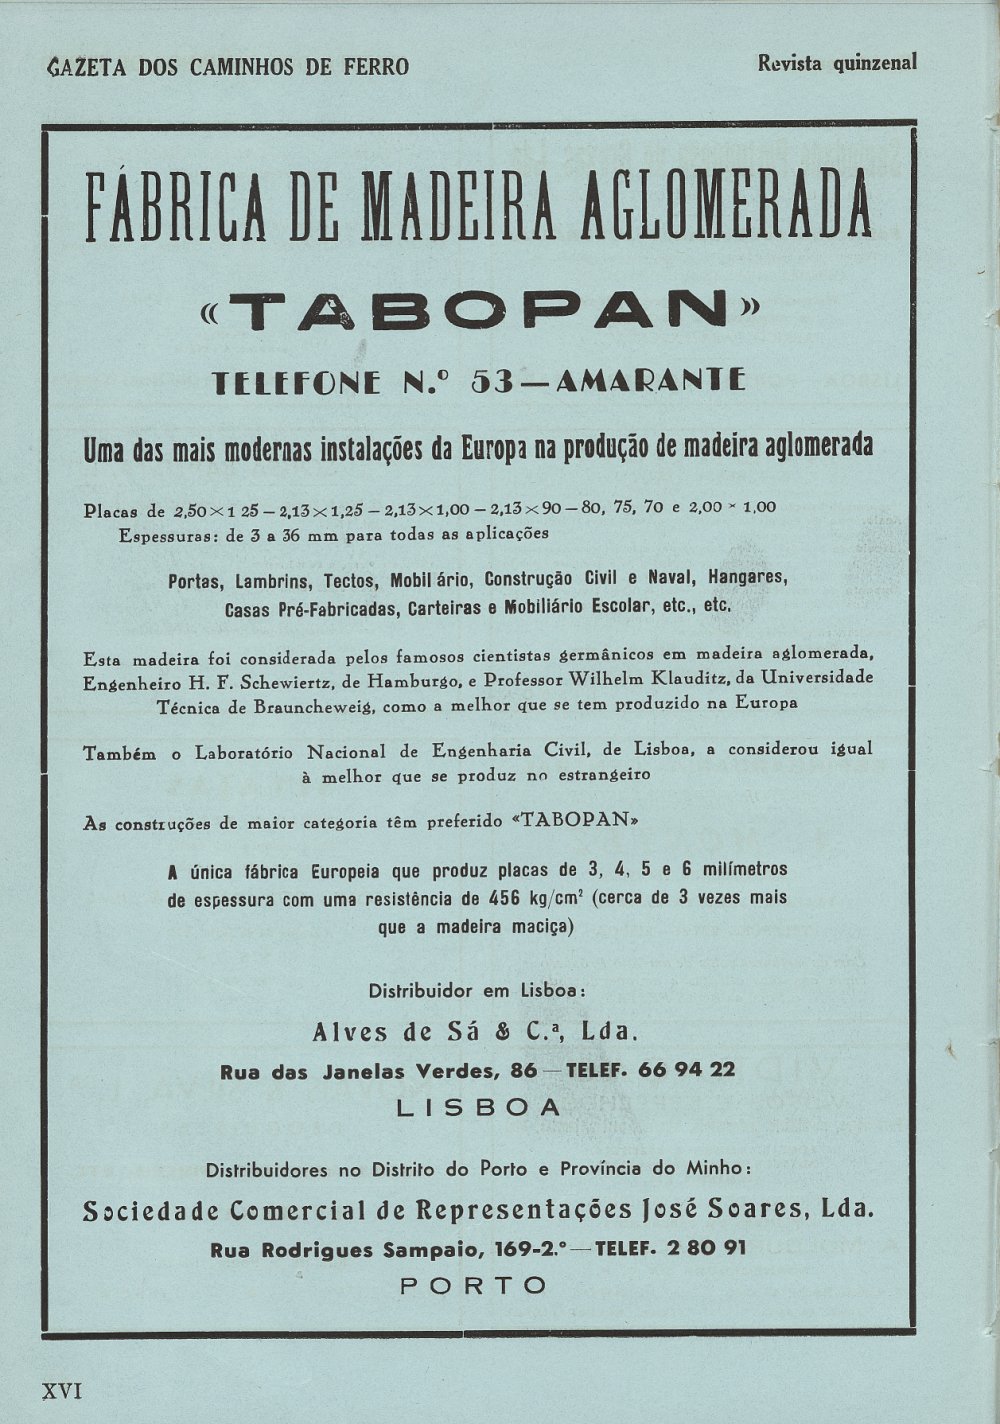 GAZETA DOS CAMINHOS DE FERRO
Revista quinzenal
FÁBRICA DE MADEIRA AGLOMERADA
«TABOPAN»
TELEFONE N.º 53 — AMARANTE
Uma das mais modernas instalações da Europa na produção de madeira aglomerada
Placas de 2,50×1 25 — 2,13×1,25 — 2,13×1,00 — 2,13×90 — 80, 75, 70 e 2,00 × 1,00
Espessuras: de 3 a 36 mm para todas as aplicações
Portas, Lambrins, Tectos, Mobiliário, Construção Civil e Naval, Hangares,
Casas Pré-Fabricadas, Carteiras e Mobiliário Escolar, etc., etc.
Esta madeira foi considerada pelos famosos cientistas germânicos em madeira aglomerada,
Engenheiro H. F. Schewiertz, de Hamburgo, e Professor Wilhelm Klauditz, da Universidade
Técnica de Brauncheweig, como a melhor que se tem produzido na Europa
Também o Laboratório Nacional de Engenharia Civil, de Lisboa, a considerou igual
à melhor que se produz no estrangeiro
As construções de maior categoria têm preferido «TABOPAN»
A única fábrica Europeia que produz placas de 3, 4, 5 e 6 milímetros
de espessura com uma resistência de 456 kg/cm² (cerca de 3 vezes mais
que a madeira maciça)
Distribuidor em Lisboa:
Alves de Sá & C.ª, Lda.
Rua das Janelas Verdes, 86 — TELEF. 66 94 22
LISBOA
Distribuidores no Distrito do Porto e Província do Minho:
Sociedade Comercial de Representações José Soares, Lda.
Rua Rodrigues Sampaio, 169-2.º — TELEF. 2 80 91
PORTO
XVI